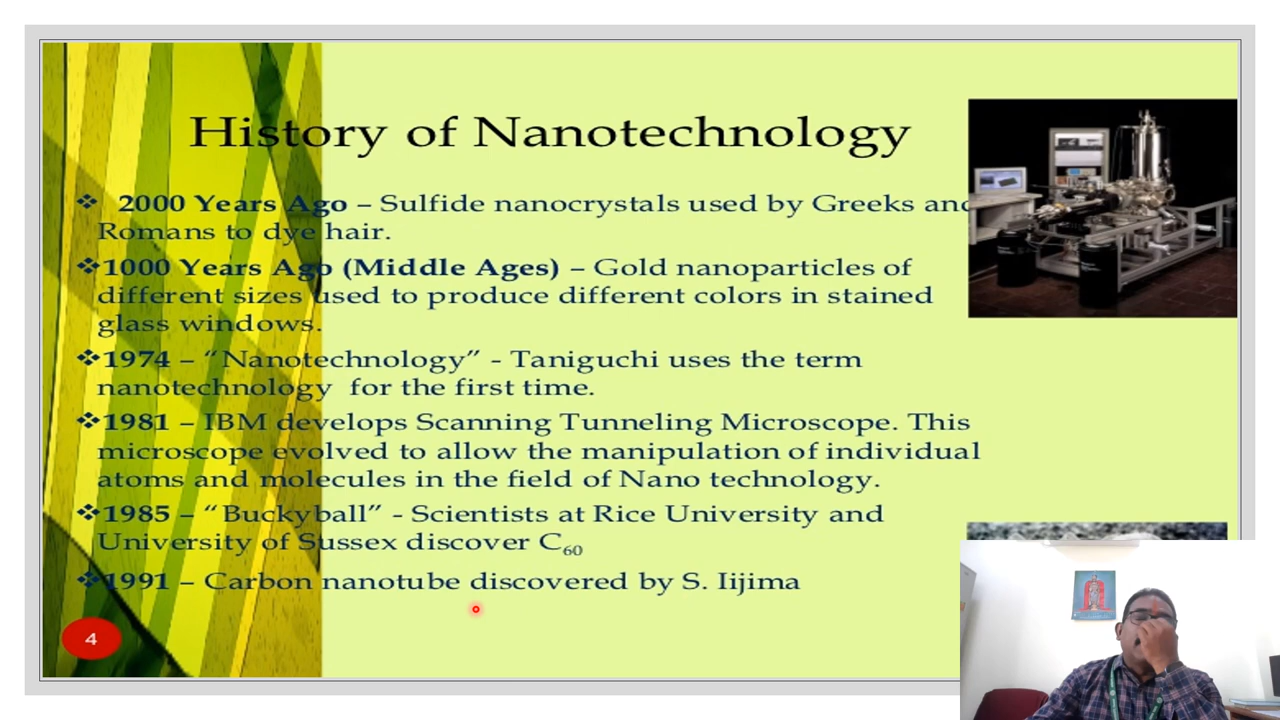 History of Nanotechnology
❖ 2000 Years Ago – Sulfide nanocrystals used by Greeks and
Romans to dye hair.
❖1000 Years Ago (Middle Ages) – Gold nanoparticles of
different sizes used to produce different colors in stained
glass windows.
❖1974 – “Nanotechnology” - Taniguchi uses the term
nanotechnology for the first time.
❖1981 – IBM develops Scanning Tunneling Microscope. This
microscope evolved to allow the manipulation of individual
atoms and molecules in the field of Nano technology.
❖1985 – “Buckyball” - Scientists at Rice University and
University of Sussex discover C₆₀
❖1991 – Carbon nanotube discovered by S. Iijima
4